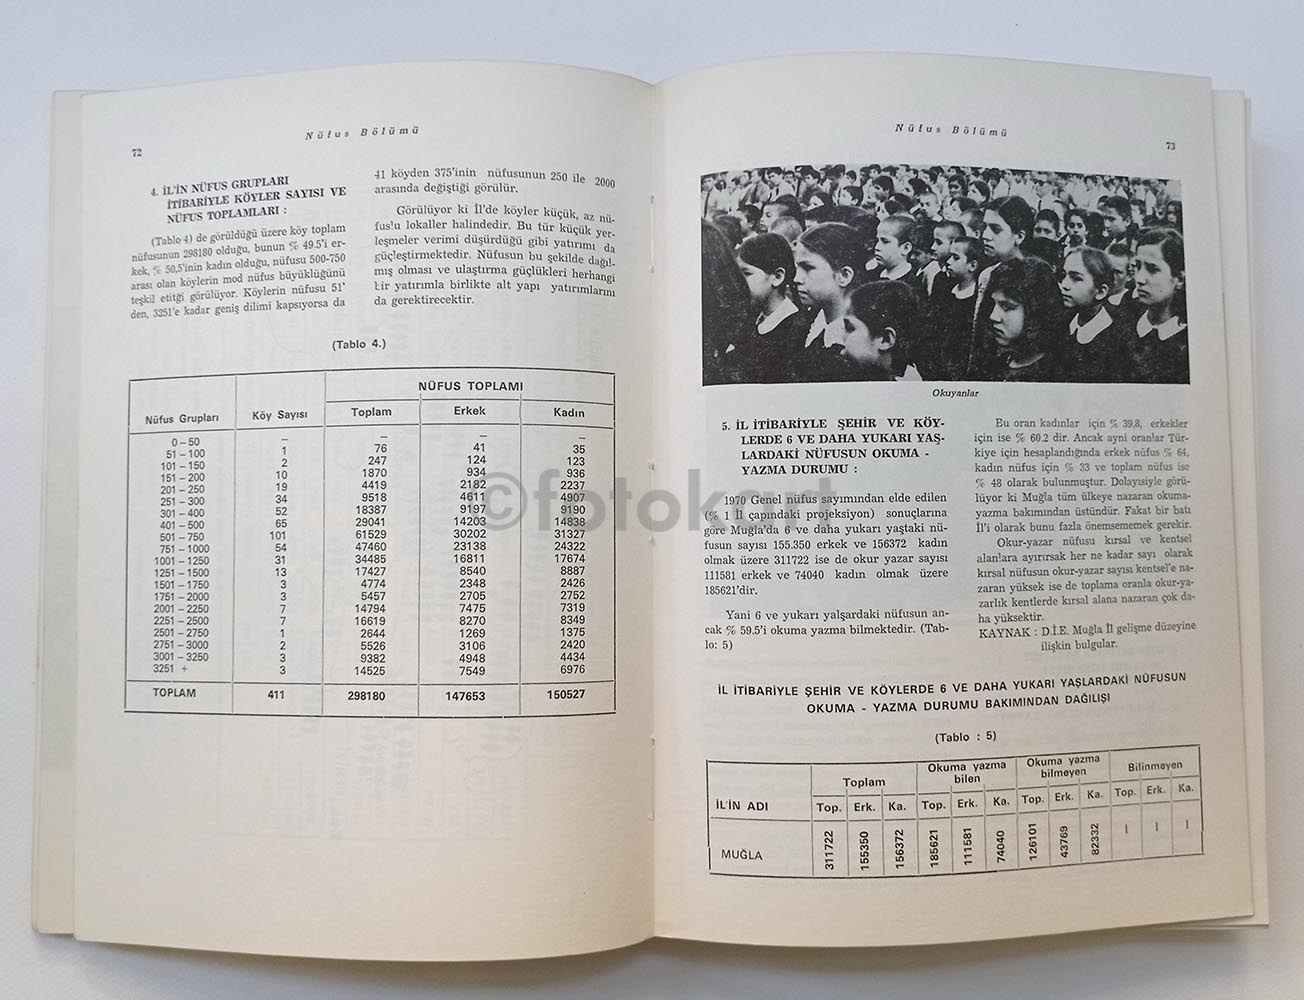 Nüfus Bölümü
72
4. İL'İN NÜFUS GRUPLARI
İTİBARİYLE KÖYLER SAYISI VE
NÜFUS TOPLAMLARI :
(Tablo 4) de görüldüğü üzere köy toplam
nüfusunun 298180 olduğu, bunun % 49.5'i er-
kek, % 50,5'inin kadın olduğu, nüfusu 500-750
arası olan köylerin mod nüfus büyüklüğünü
teşkil etitği görülüyor. Köylerin nüfusu 51'
den, 3251'e kadar geniş dilimi kapsıyorsa da
41 köyden 375'inin nüfusunun 250 ile 2000
arasında değiştiği görülür.
Görülüyor ki İl'de köyler küçük, az nü-
fuslu lokaller halindedir. Bu tür küçük yer-
leşmeler verimi düşürdüğü gibi yatırımı da
güçleştirmektedir. Nüfusun bu şekilde dağıl-
mış olması ve ulaştırma güçlükleri herhangi
bir yatırımla birlikte alt yapı yatırımlarını
da gerektirecektir.
(Tablo 4.)
NÜFUS TOPLAMI
Nüfus Grupları Köy Sayısı Toplam Erkek Kadın
0 – 50 – – – –
51 – 100 1 76 41 35
101 – 150 2 247 124 123
151 – 200 10 1870 934 936
201 – 250 19 4419 2182 2237
251 – 300 34 9518 4611 4907
301 – 400 52 18387 9197 9190
401 – 500 65 29041 14203 14838
501 – 750 101 61529 30202 31327
751 – 1000 54 47460 23138 24322
1001 – 1250 31 34485 16811 17674
1251 – 1500 13 17427 8540 8887
1501 – 1750 3 4774 2348 2426
1751 – 2000 3 5457 2705 2752
2001 – 2250 7 14794 7475 7319
2251 – 2500 7 16619 8270 8349
2501 – 2750 1 2644 1269 1375
2751 – 3000 2 5526 3106 2420
3001 – 3250 3 9382 4948 4434
3251 + 3 14525 7549 6976
TOPLAM 411 298180 147653 150527
Nüfus Bölümü
73
Okuyanlar
5. İL İTİBARİYLE ŞEHİR VE KÖY-
LERDE 6 VE DAHA YUKARI YAŞ-
LARDAKİ NÜFUSUN OKUMA -
YAZMA DURUMU :
1970 Genel nüfus sayımından elde edilen
(% 1 İl çapındaki projeksiyon) sonuçlarına
göre Muğla'da 6 ve daha yukarı yaştaki nü-
fusun sayısı 155.350 erkek ve 156372 kadın
olmak üzere 311722 ise de okur yazar sayısı
111581 erkek ve 74040 kadın olmak üzere
185621'dir.
Yani 6 ve yukarı yalşardaki nüfusun an-
cak % 59.5'i okuma yazma bilmektedir. (Tab-
lo: 5)
Bu oran kadınlar için % 39,8, erkekler
için ise % 60.2 dir. Ancak ayni oranlar Tür-
kiye için hesaplandığında erkek nüfus % 64,
kadın nüfus için % 33 ve toplam nüfus ise
% 48 olarak bulunmuştur. Dolayısiyle görü-
lüyor ki Muğla tüm ülkeye nazaran okuma-
yazma bakımından üstündür. Fakat bir batı
İl'i olarak bunu fazla önemsememek gerekir.
Okur-yazar nüfusu kırsal ve kentsel
alanlara ayırırsak her ne kadar sayı olarak
kırsal nüfusun okur-yazar sayısı kentsel'e na-
zaran yüksek ise de toplama oranla okur-ya-
zarlık kentlerde kırsal alana nazaran çok da-
ha yüksektir.
KAYNAK : D.İ.E. Muğla İl gelişme düzeyine
ilişkin bulgular.
İL İTİBARİYLE ŞEHİR VE KÖYLERDE 6 VE DAHA YUKARI YAŞLARDAKİ NÜFUSUN
OKUMA - YAZMA DURUMU BAKIMINDAN DAĞILIŞI
(Tablo : 5)
Toplam Okuma yazma bilen Okuma yazma bilmeyen Bilinmeyen
İL'İN ADI Top. Erk. Ka. Top. Erk. Ka. Top. Erk. Ka. Top. Erk. Ka.
MUĞLA 311722 155350 156372 185621 111581 74040 126101 43769 82332 | | |
©fotokart